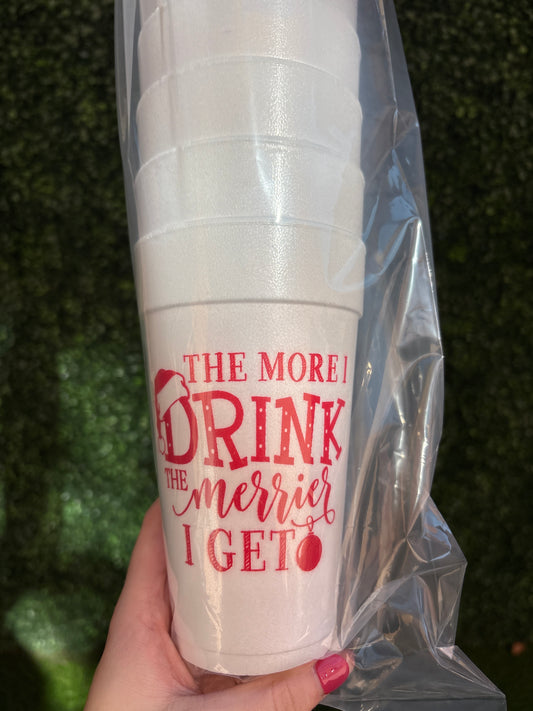 THE MORE I
DRINK
THE merrier
I GET